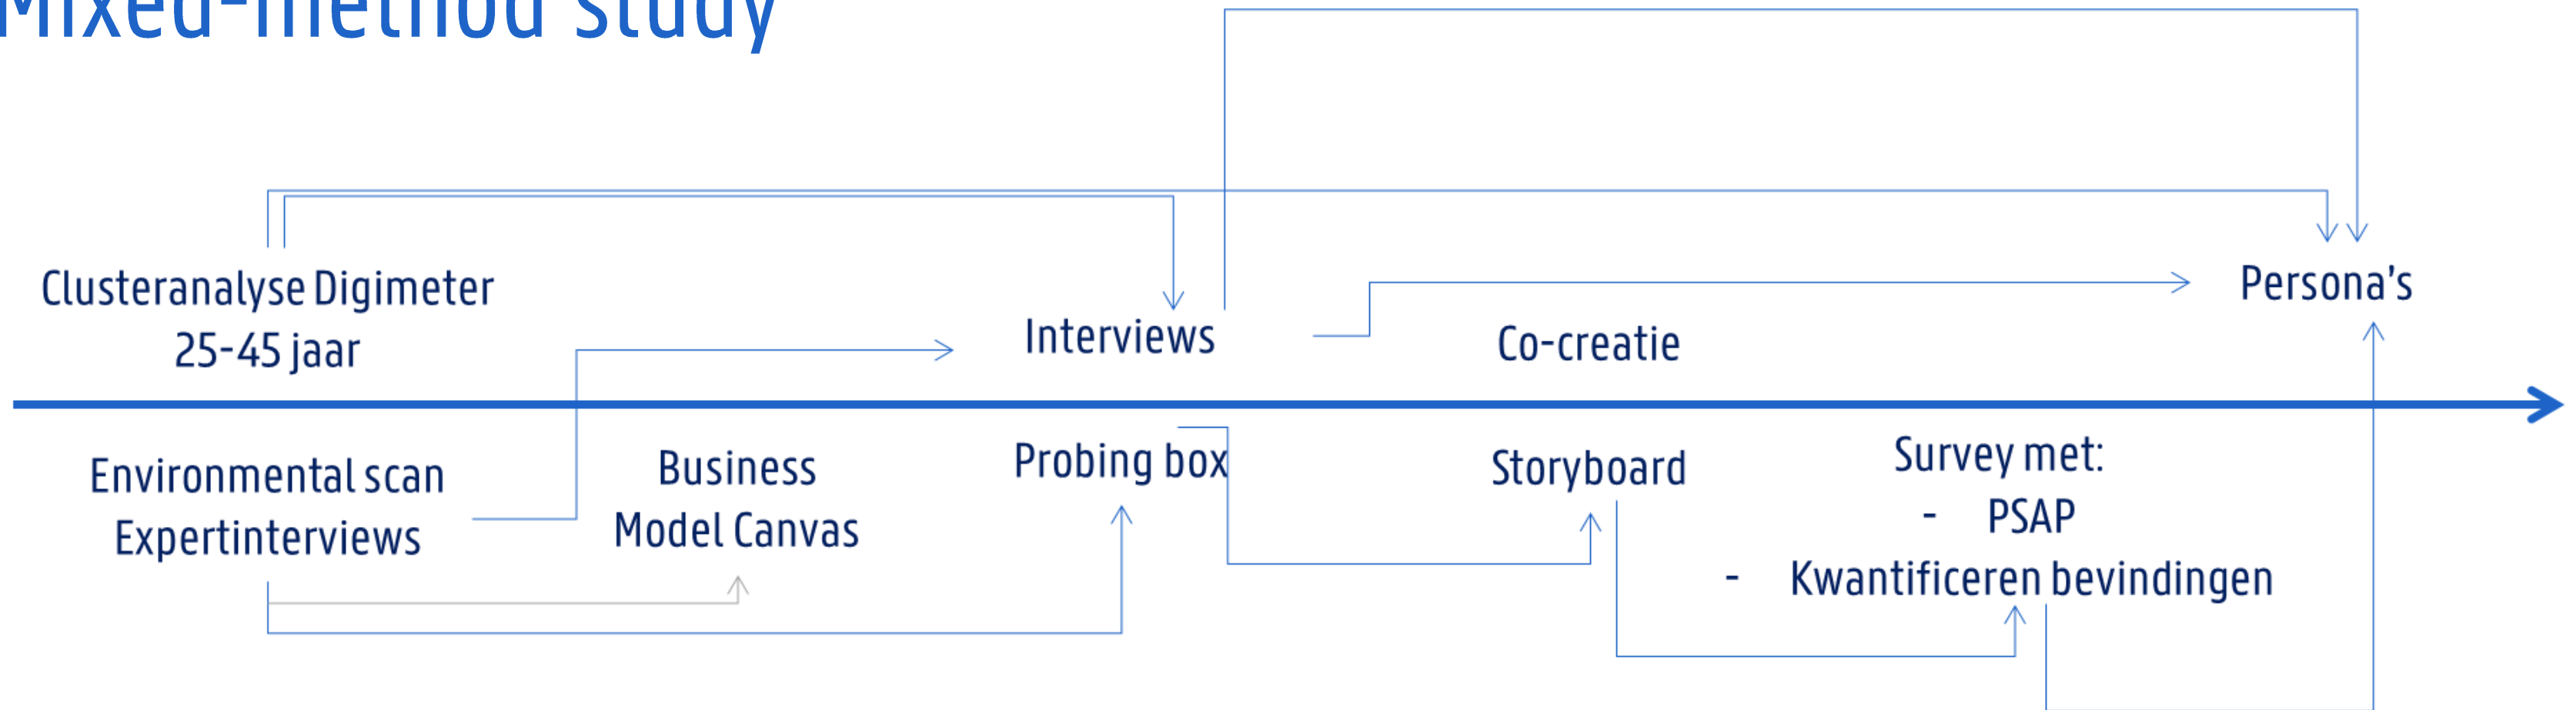 Mixed-method study
Clusteranalyse Digimeter
25-45 jaar
Interviews
Co-creatie
Persona's
Environmental scan
Expertinterviews
Business
Model Canvas
Probing box
Storyboard
Survey met:
- PSAP
- Kwantificeren bevindingen